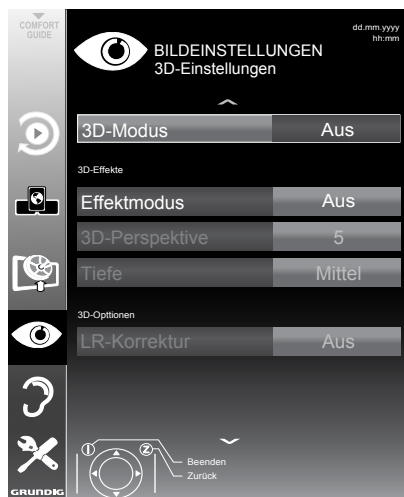 COMFORT
GUIDE
dd.mm.yyyy
hh:mm
BILDEINSTELLUNGEN
3D-Einstellungen
3D-Modus Aus
3D-Effekte
Effektmodus Aus
3D-Perspektive 5
Tiefe Mittel
3D-Opttionen
LR-Korrektur Aus
Beenden
Zurück
GRUNDIG